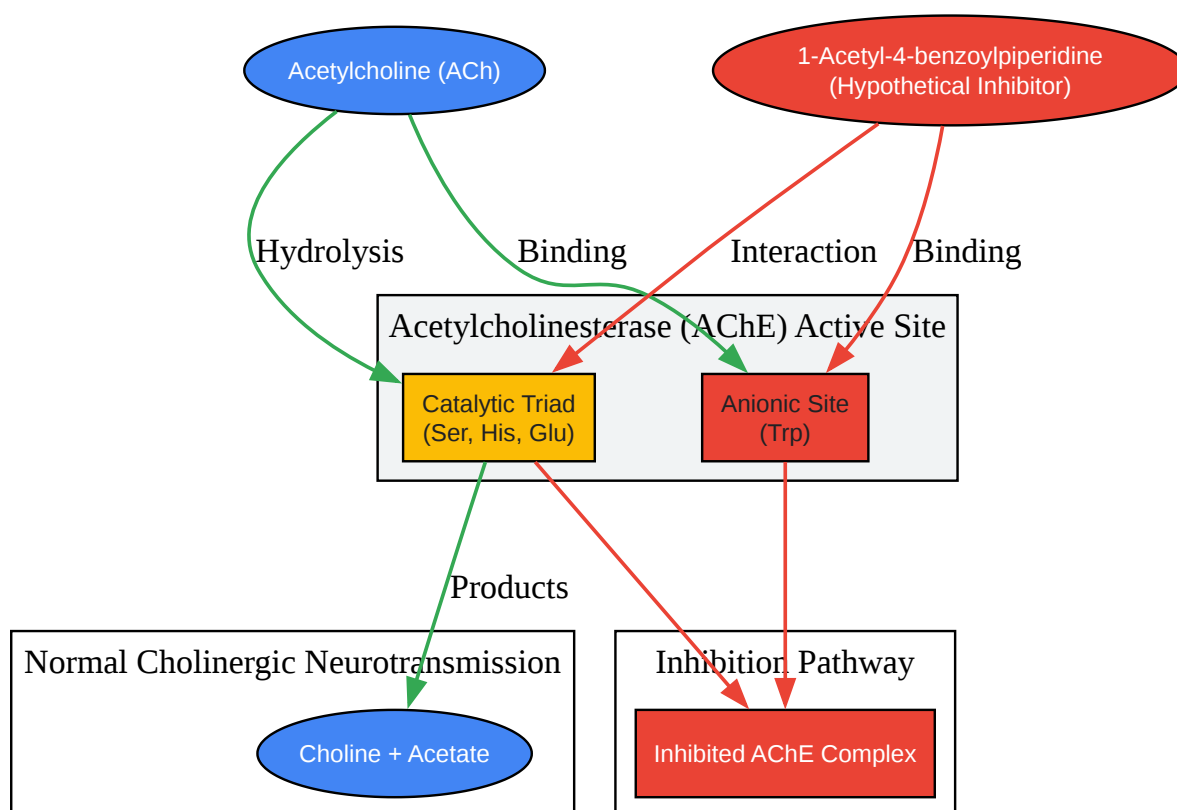 Acetylcholine (ACh)
1-Acetyl-4-benzoylpiperidine
(Hypothetical Inhibitor)
Hydrolysis
Binding
Interaction
Binding
Acetylcholinesterase (AChE) Active Site
Catalytic Triad
(Ser, His, Glu)
Anionic Site
(Trp)
Products
Normal Cholinergic Neurotransmission
Inhibition Pathway
Choline + Acetate
Inhibited AChE Complex